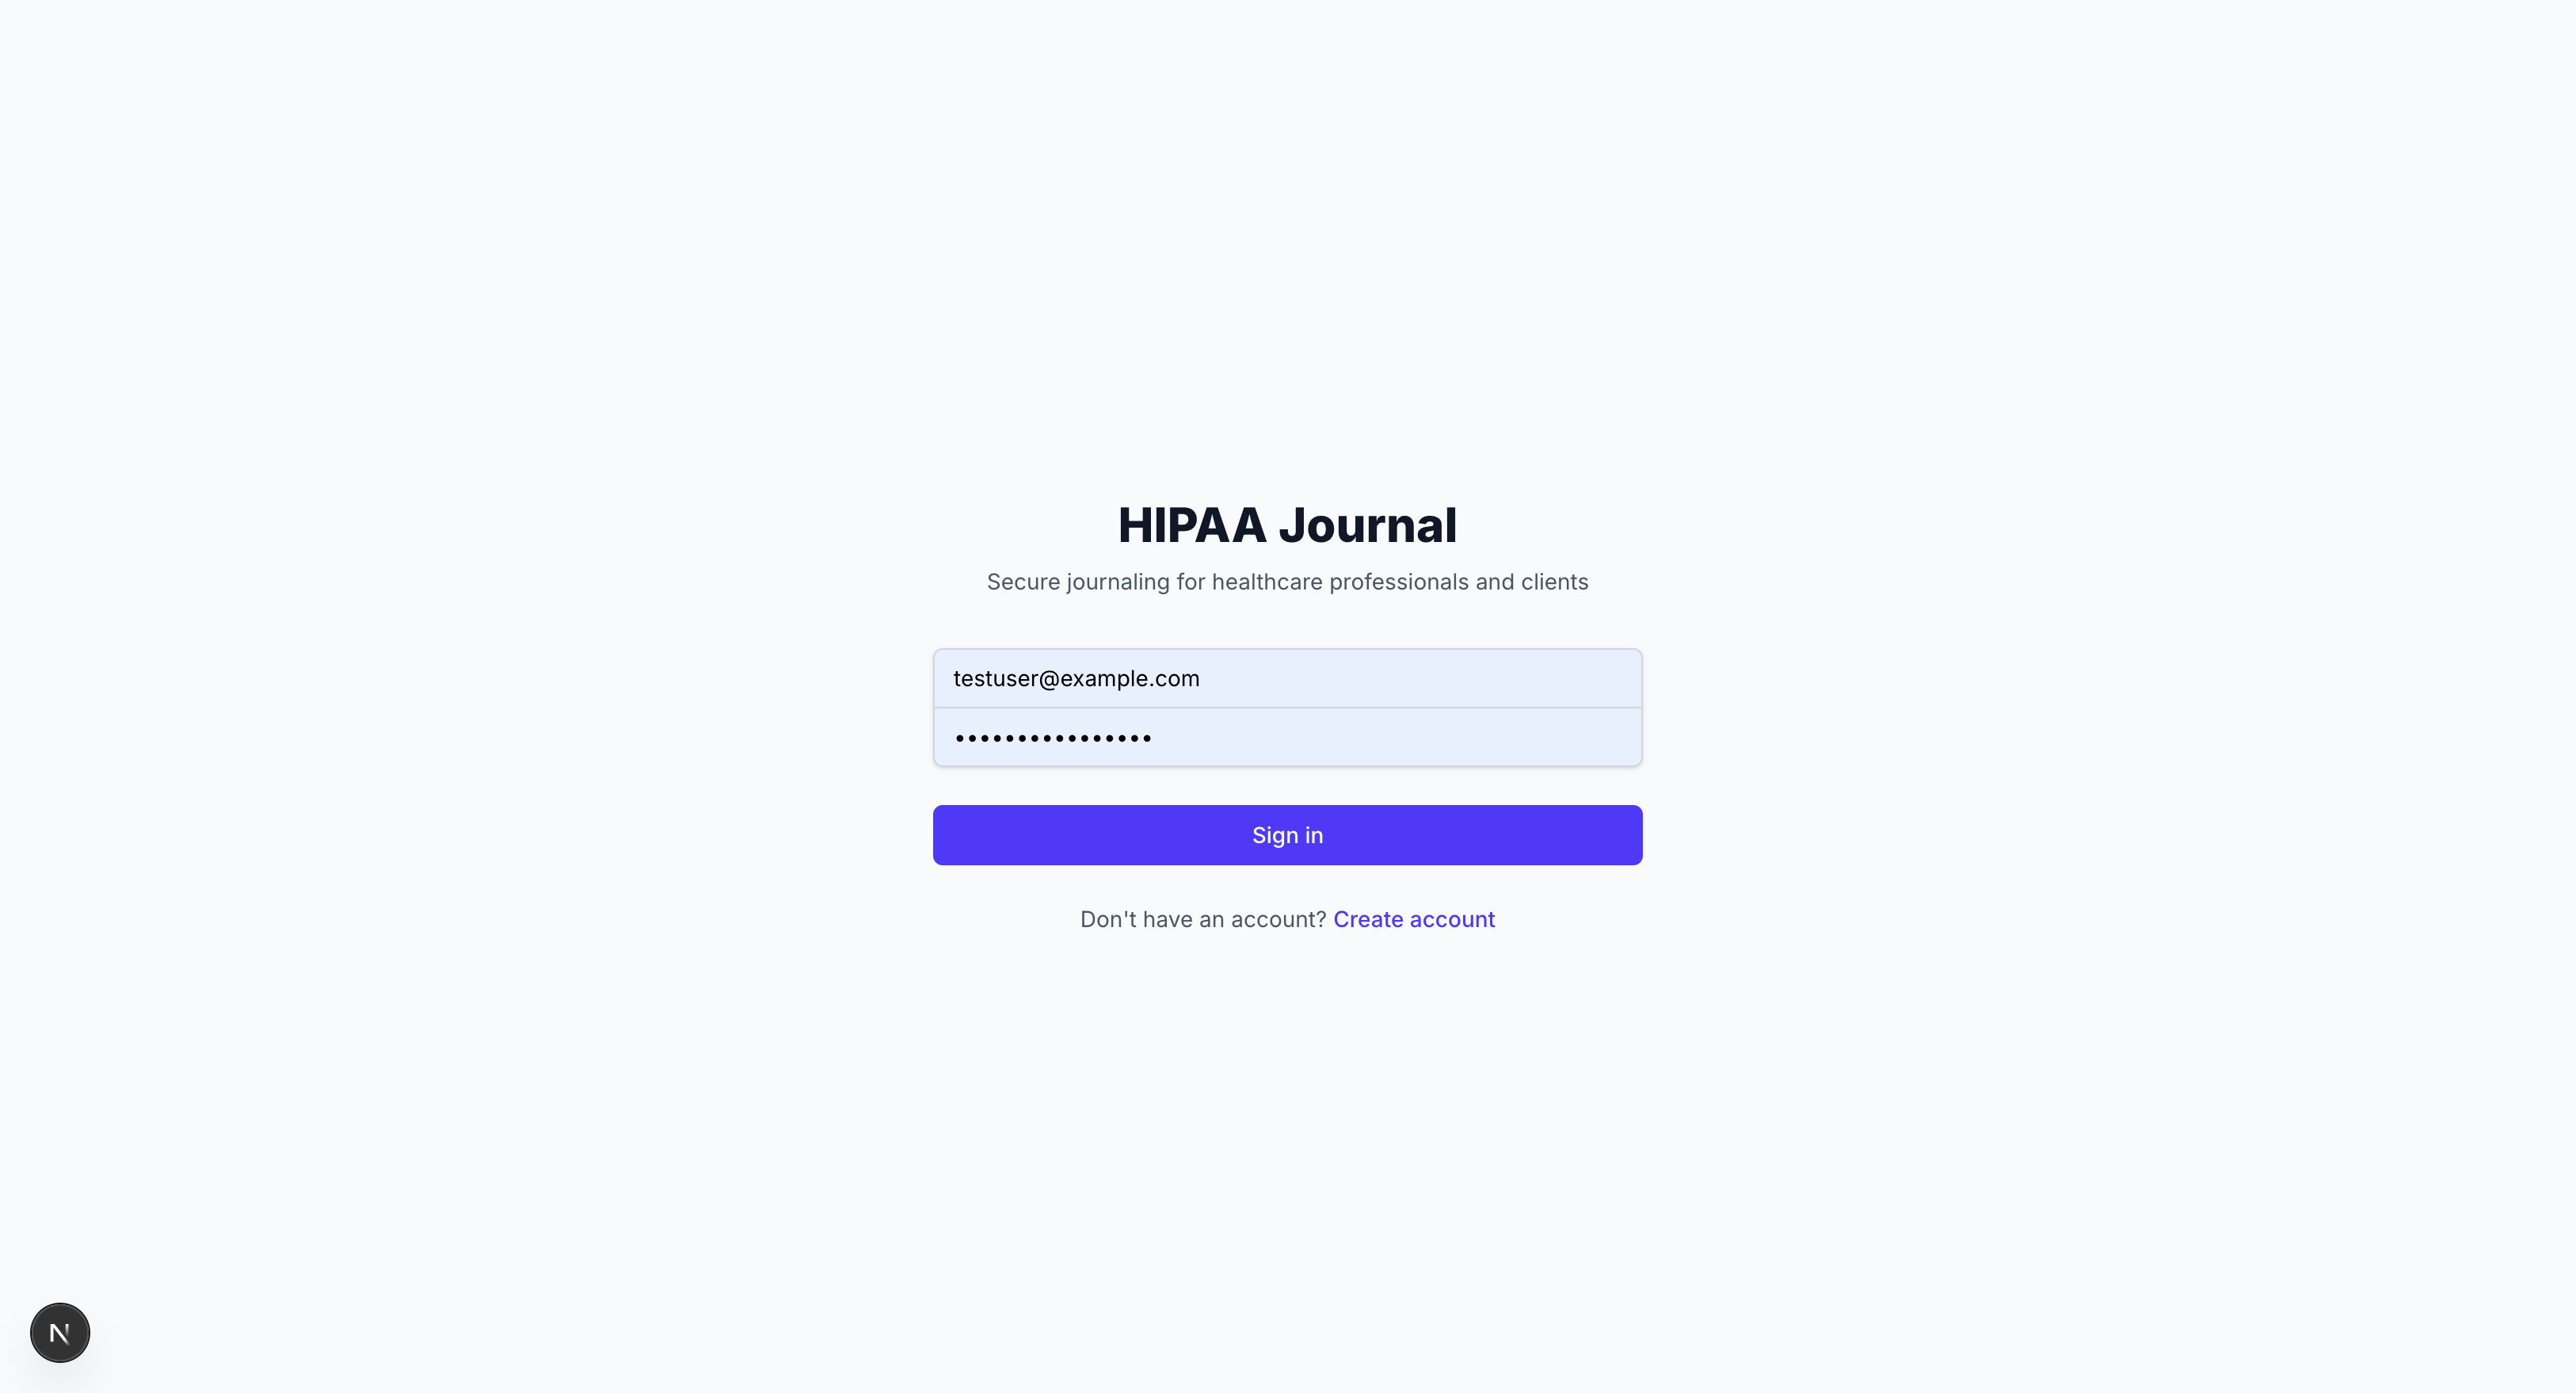 HIPAA Journal
Secure journaling for healthcare professionals and clients
testuser@example.com
••••••••••••••••
Sign in
Don't have an account? Create account
N